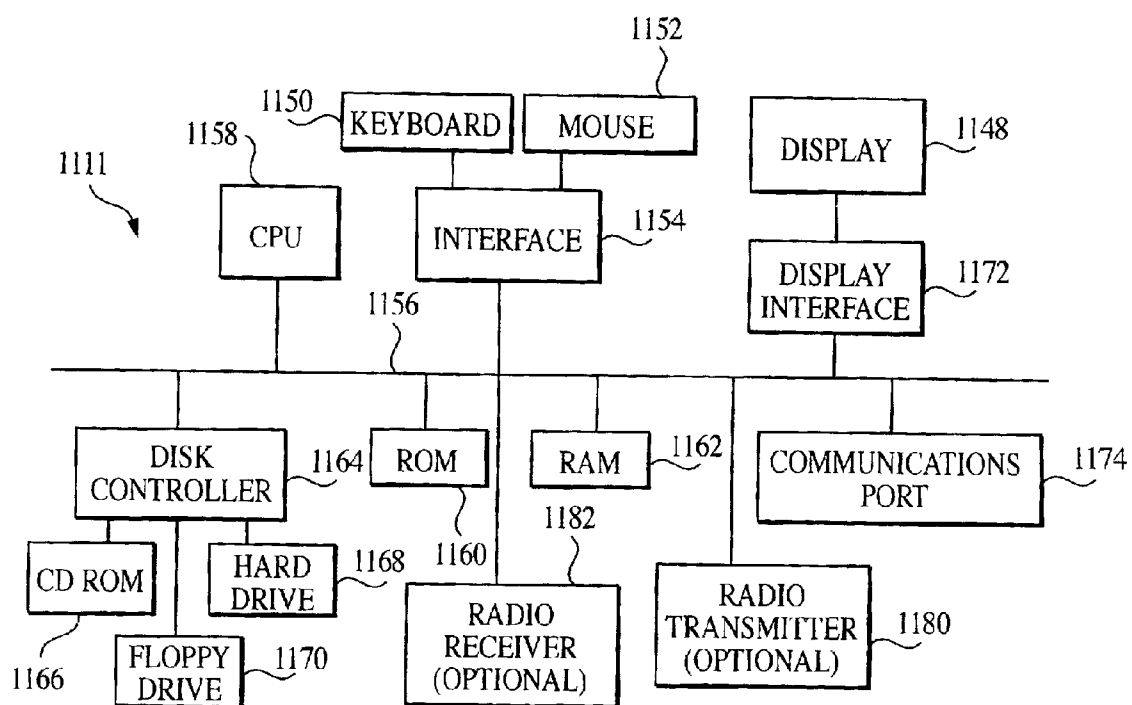 1152
1150
KEYBOARD
MOUSE
1148
DISPLAY
1158
1111
CPU
INTERFACE
1154
DISPLAY
INTERFACE
1172
1156
DISK
CONTROLLER
1164
ROM
1160
RAM
1162
COMMUNICATIONS
PORT
1174
CD ROM
1166
HARD
DRIVE
1168
FLOPPY
DRIVE
1170
1182
RADIO
RECEIVER
(OPTIONAL)
RADIO
TRANSMITTER
(OPTIONAL)
1180